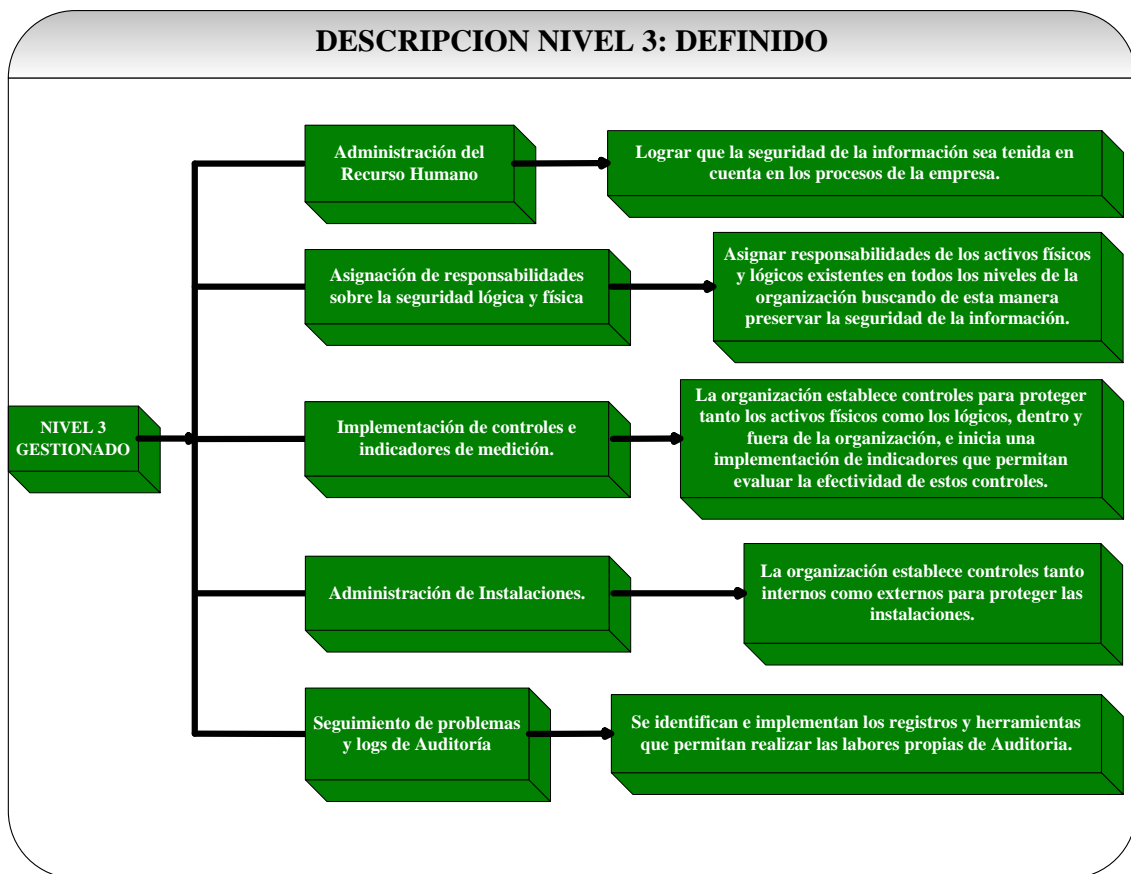 DESCRIPCION NIVEL 3: DEFINIDO
Administración del
Recurso Humano
Lograr que la seguridad de la información sea tenida en
cuenta en los procesos de la empresa.
Asignación de responsabilidades
sobre la seguridad lógica y física
Asignar responsabilidades de los activos físicos
y lógicos existentes en todos los niveles de la
organización buscando de esta manera
preservar la seguridad de la información.
NIVEL 3
GESTIONADO
Implementación de controles e
indicadores de medición.
La organización establece controles para proteger
tanto los activos físicos como los lógicos, dentro y
fuera de la organización, e inicia una
implementación de indicadores que permitan
evaluar la efectividad de estos controles.
Administración de Instalaciones.
La organización establece controles tanto
internos como externos para proteger las
instalaciones.
Seguimiento de problemas
y logs de Auditoría
Se identifican e implementan los registros y herramientas
que permitan realizar las labores propias de Auditoria.